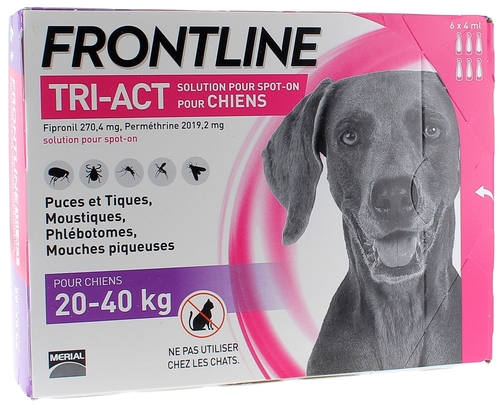 6 x 4 ml
FRONTLINE
TRI-ACT
SOLUTION POUR SPOT-ON
POUR CHIENS
Fipronil 270,4 mg, Perméthrine 2019,2 mg
solution pour spot-on
Puces et Tiques,
Moustiques,
Phlébotomes,
Mouches piqueuses
POUR CHIENS
20-40 kg
NE PAS UTILISER
CHEZ LES CHATS.
MERIAL